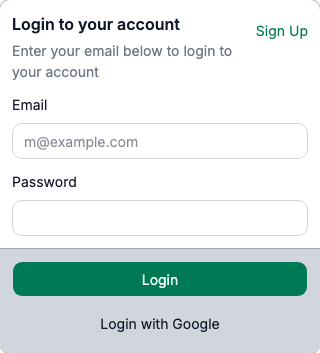 Login to your account
Sign Up
Enter your email below to login to
your account
Email
m@example.com
Password
Login
Login with Google